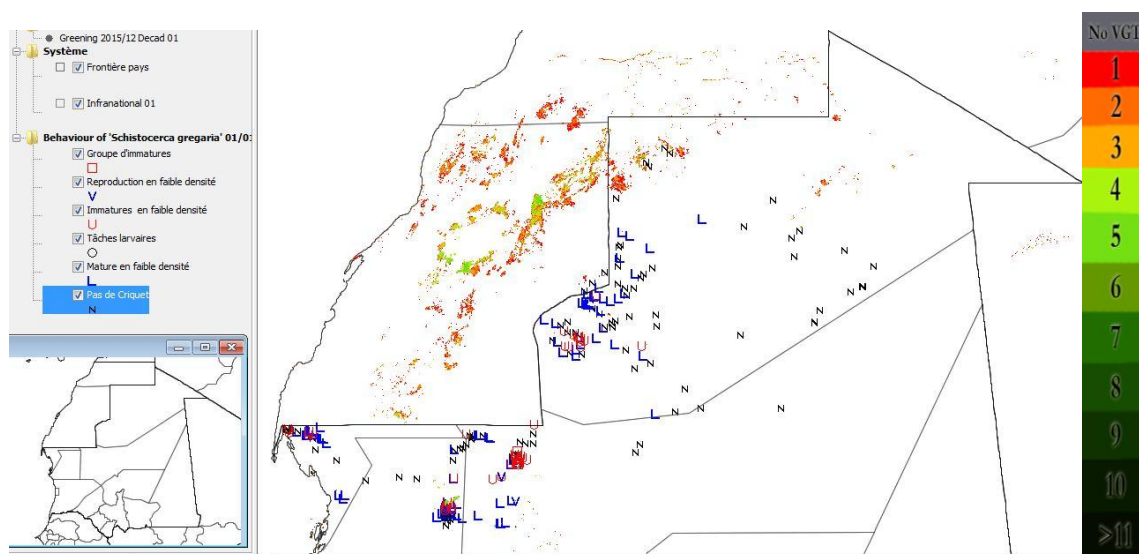 Greening 2015/12 Decad 01
Système
Frontière pays
Infranational 01
Behaviour of 'Schistocerca gregaria' 01/0
Groupe d'immatures
Reproduction en faible densité
V
Immatures en faible densité
U
Tâches larvaires
Mature en faible densité
L
Pas de Criquet
N
No VGT
1
2
3
4
5
6
7
8
9
10
>11